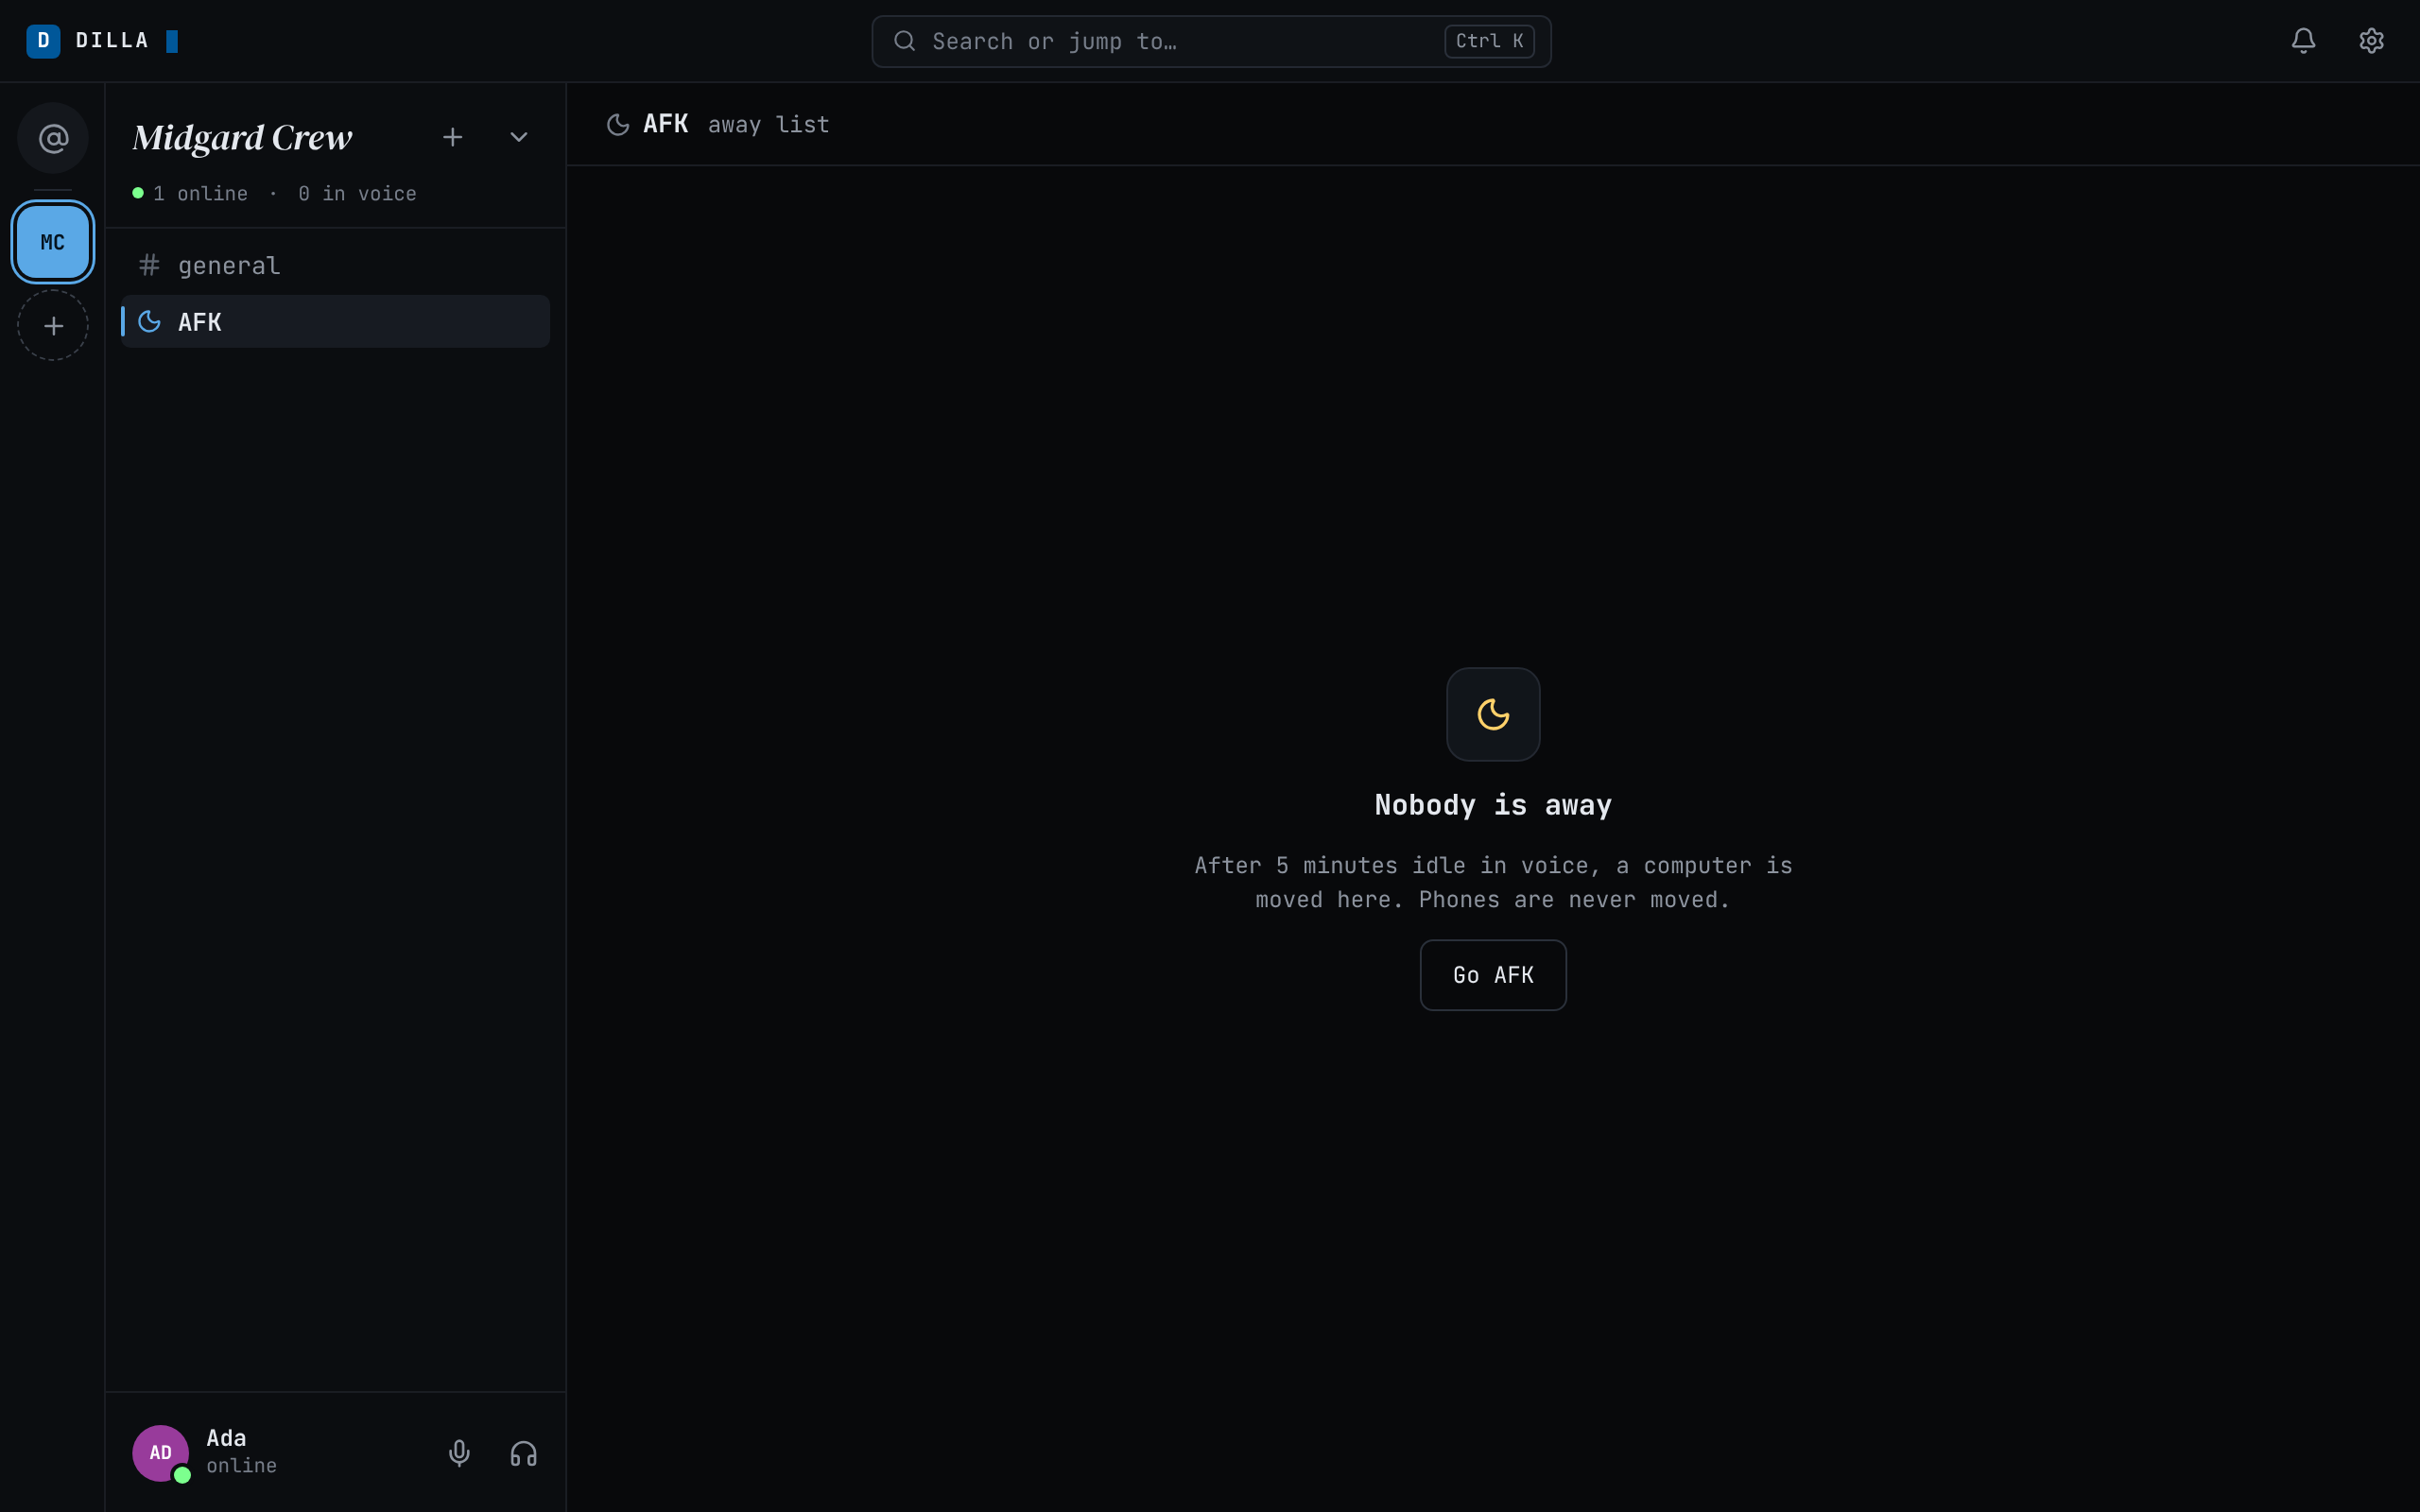 D DILLA
Search or jump to… Ctrl K
@
Midgard Crew
1 online · 0 in voice
MC
# general
AFK
AFK away list
Nobody is away
After 5 minutes idle in voice, a computer is
moved here. Phones are never moved.
Go AFK
AD
Ada
online